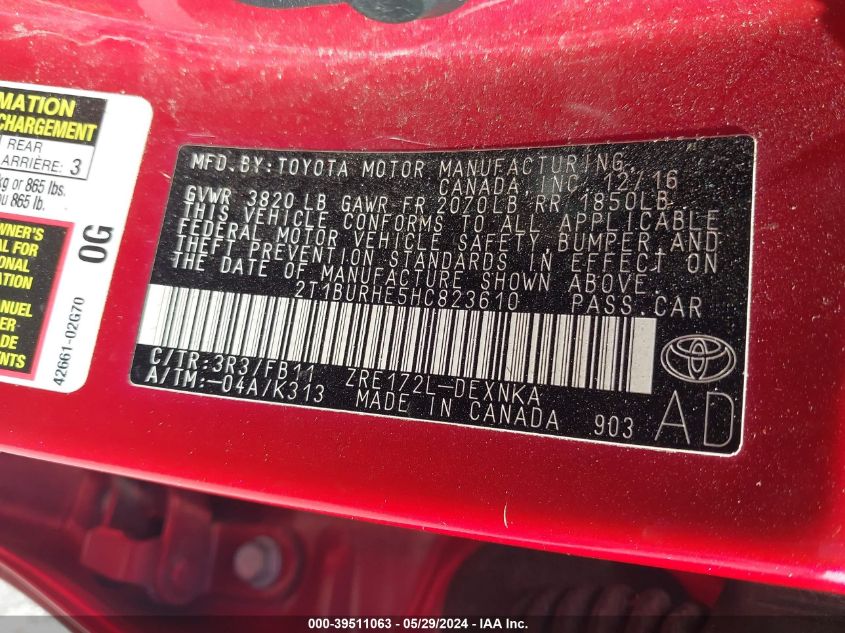 MATION
CHARGEMENT
REAR
ARRIÈRE: 3
kg or 865 lbs.
ou 865 lb.
WNER'S
AL FOR
ONAL
ATION
ANUEL
ER-
DE
MENTS
0G
42661-02G70
MFD. BY: TOYOTA MOTOR MANUFACTURING
CANADA, INC. 12/16
GVWR 3820 LB GAWR FR 2070LB RR 1850LB
THIS VEHICLE CONFORMS TO ALL APPLICABLE
FEDERAL MOTOR VEHICLE SAFETY, BUMPER, AND
THEFT PREVENTION STANDARDS IN EFFECT ON
THE DATE OF MANUFACTURE SHOWN ABOVE.
2T1BURHE5HC823610 PASS. CAR
C/TR: 3R3/FB11 ZRE172L-DEXNKA
A/TM: -04A/K313 MADE IN CANADA 903
AD
000-39511063 - 05/29/2024 - IAA Inc.